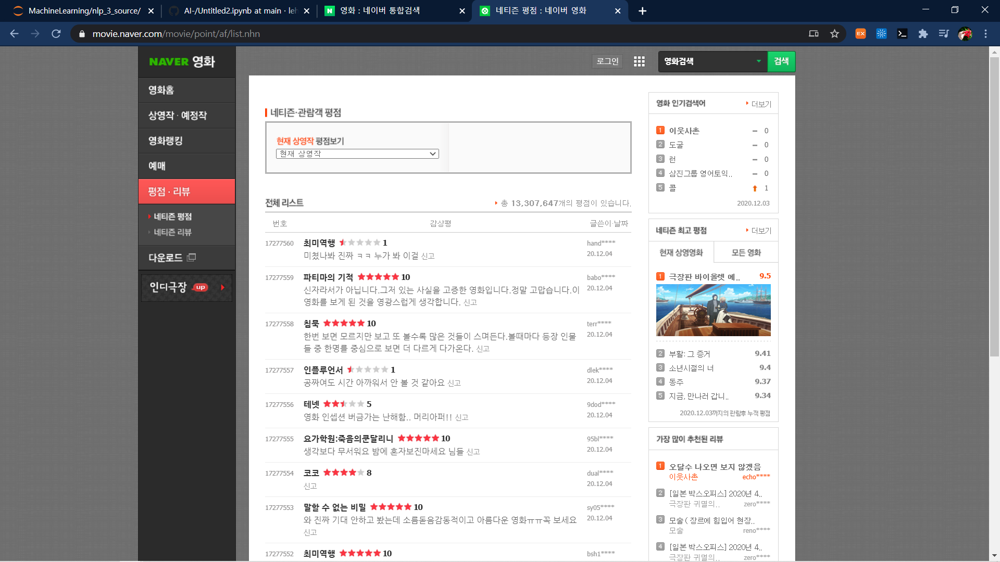 MachineLearning/nlp_3_source/
AI-/Untitled2.ipynb at main · leh
영화 : 네이버 통합검색
네티즌 평점 : 네이버 영화
movie.naver.com/movie/point/af/list.nhn
EX
NAVER 영화
로그인
영화검색
검색
영화홈
상영작 · 예정작
영화랭킹
예매
평점 · 리뷰
네티즌 평점
네티즌 리뷰
다운로드
인디극장 up
네티즌·관람객 평점
현재 상영작 평점보기
현재 상영작
전체 리스트
총 13,307,647개의 평점이 있습니다.
번호 감상평 글쓴이·날짜
17277560 최미역행 1 hand****
미쳤나봐 진짜 ㅋㅋ 누가 봐 이걸 신고 20.12.04
17277559 파티마의 기적 10 babo****
신자라서가 아닙니다.그저 있는 사실을 고증한 영화입니다.정말 고맙습니다.이 20.12.04
영화를 보게 된 것을 영광스럽게 생각합니다. 신고
17277558 침묵 10 terr****
한번 보면 모르지만 보고 또 볼수록 많은 것들이 스며든다.볼때마다 등장 인물 20.12.04
들 중 한명를 중심으로 보면 더 다르게 다가온다. 신고
17277557 인플루언서 1 dlek****
공짜여도 시간 아까워서 안 볼 것 같아요 신고 20.12.04
17277556 테넷 5 9dod****
영화 인셉션 버금가는 난해함.. 머리아퍼!! 신고 20.12.04
17277555 요가학원:죽음의쿤달리니 10 95bl****
생각보다 무서워요 밤에 혼자보진마세요 님들 신고 20.12.04
17277554 코코 8 dual****
신고 20.12.04
17277553 말할 수 없는 비밀 10 sy05****
와 진짜 기대 안하고 봤는데 소름돋음감동적이고 아름다운 영화ㅠㅠ꼭 보세요 20.12.04
신고
17277552 최미역행 10 bsh1****
영화 인기검색어 더보기
1 이웃사촌 0
2 도굴 0
3 런 0
4 삼진그룹 영어토익.. 0
5 콜 1
2020.12.03
네티즌 최고 평점 더보기
현재 상영영화 모든 영화
1 극장판 바이올렛 에.. 9.5
2 부활: 그 증거 9.41
3 소년시절의 너 9.4
4 동주 9.37
5 지금, 만나러 갑니.. 9.34
2020.12.03까지의 관람후 누적 평점
가장 많이 추천된 리뷰
1 오달수 나오면 보지 않겠음
이웃사촌 echo****
2 [일본 박스오피스] 2020년 4..
극장판 귀멸의.. zero****
3 모술 ( 장르에 힘입어 현장..
모술 reno****
4 [일본 박스오피스] 2020년 4..
극장판 귀멸의.. zero****